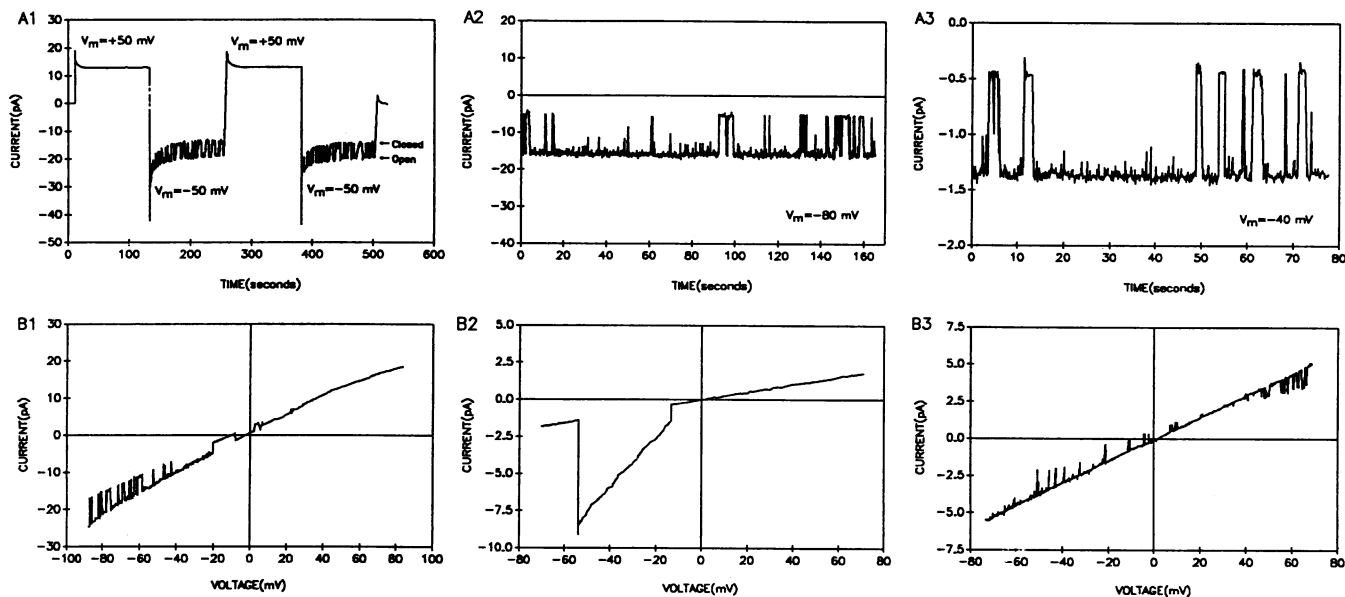 A1
30
20
10
0
−10
−20
−30
−40
−50
CURRENT(pA)
Vm=+50 mV
Vm=+50 mV
Closed
Open
Vm=−50 mV
Vm=−50 mV
0 100 200 300 400 500 600
TIME(seconds)
A2
20
10
0
−10
−20
−30
−40
CURRENT(pA)
Vm=−80 mV
0 20 40 60 80 100 120 140 160
TIME(seconds)
A3
0.0
−0.5
−1.0
−1.5
−2.0
CURRENT(pA)
Vm=−40 mV
0 10 20 30 40 50 60 70 80
TIME(seconds)
B1
30
20
10
0
−10
−20
−30
CURRENT(pA)
−100 −80 −60 −40 −20 0 20 40 60 80 100
VOLTAGE(mV)
B2
5.0
2.5
0.0
−2.5
−5.0
−7.5
−10.0
CURRENT(pA)
−80 −60 −40 −20 0 20 40 60 80
VOLTAGE(mV)
B3
7.5
5.0
2.5
0.0
−2.5
−5.0
−7.5
CURRENT(pA)
−80 −60 −40 −20 0 20 40 60 80
VOLTAGE(mV)